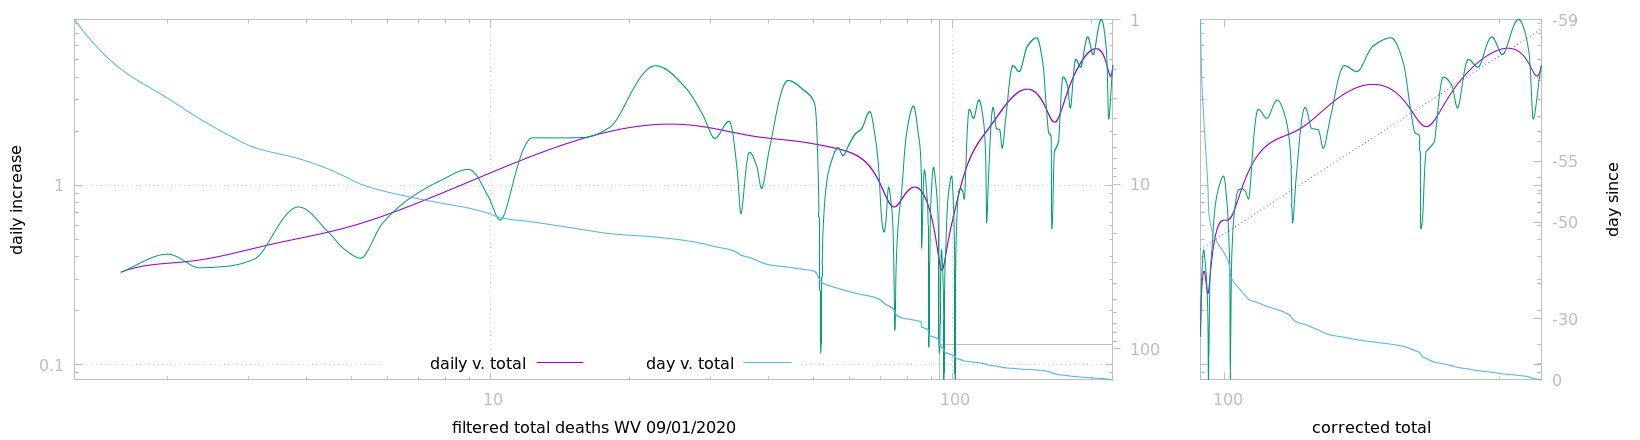 1
-59
daily increase
1
10
-55
-50
day since
0.1
daily v. total
day v. total
100
-30
0
10
100
100
filtered total deaths WV 09/01/2020
corrected total